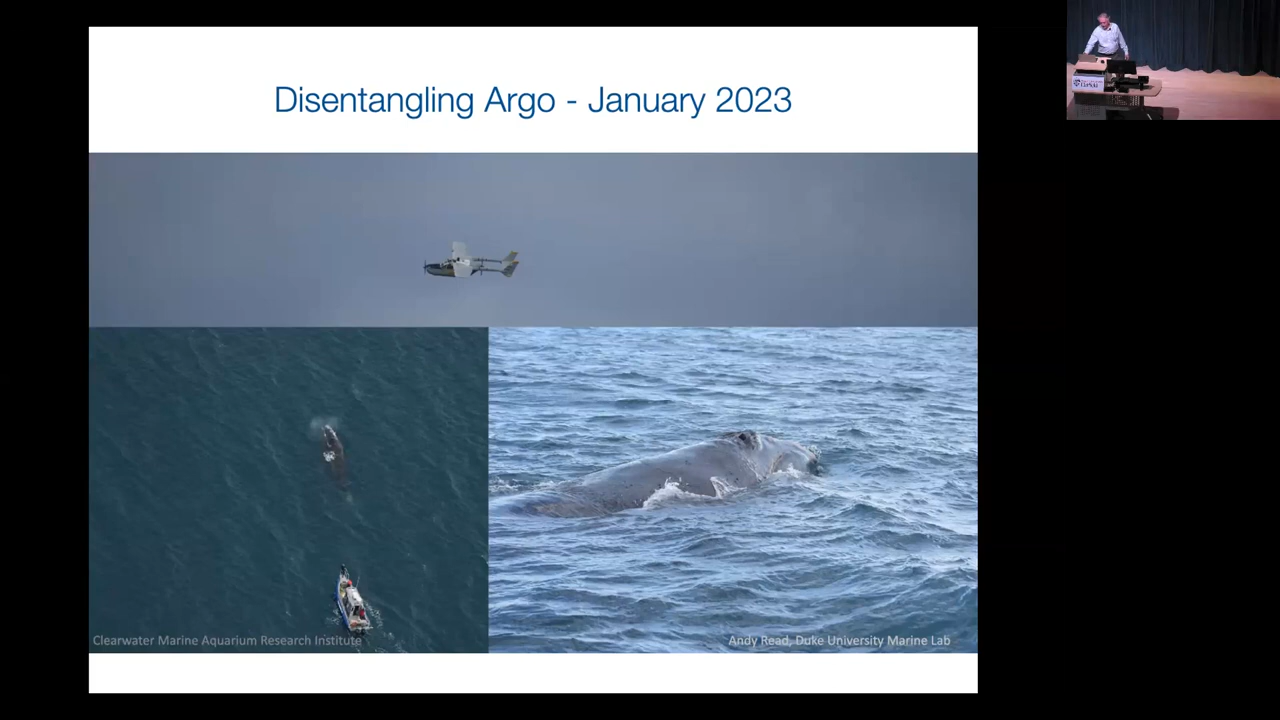 Disentangling Argo - January 2023
Clearwater Marine Aquarium Research Institute
Andy Read, Duke University Marine Lab